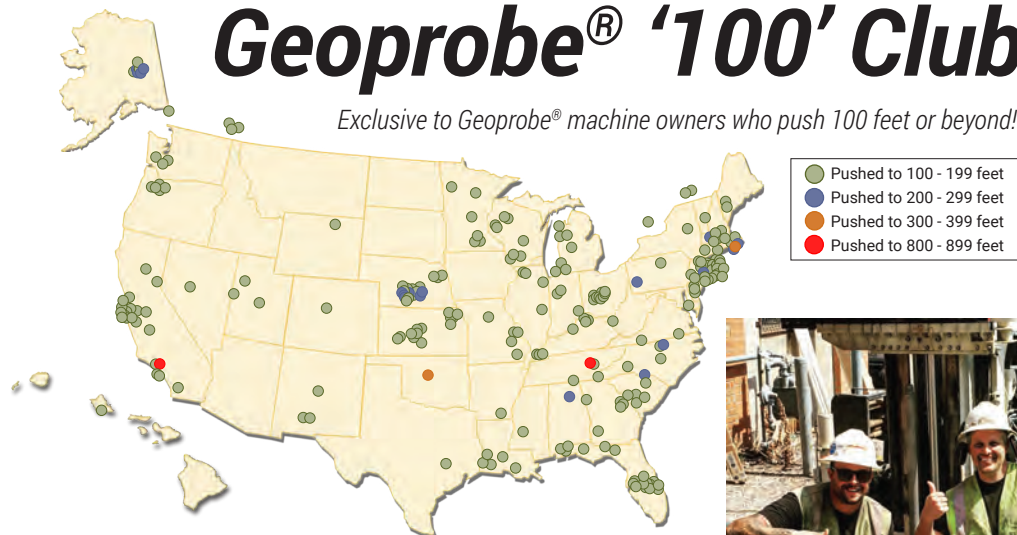 Geoprobe® ‘100’ Club
Exclusive to Geoprobe® machine owners who push 100 feet or beyond!
Pushed to 100 - 199 feet
Pushed to 200 - 299 feet
Pushed to 300 - 399 feet
Pushed to 800 - 899 feet